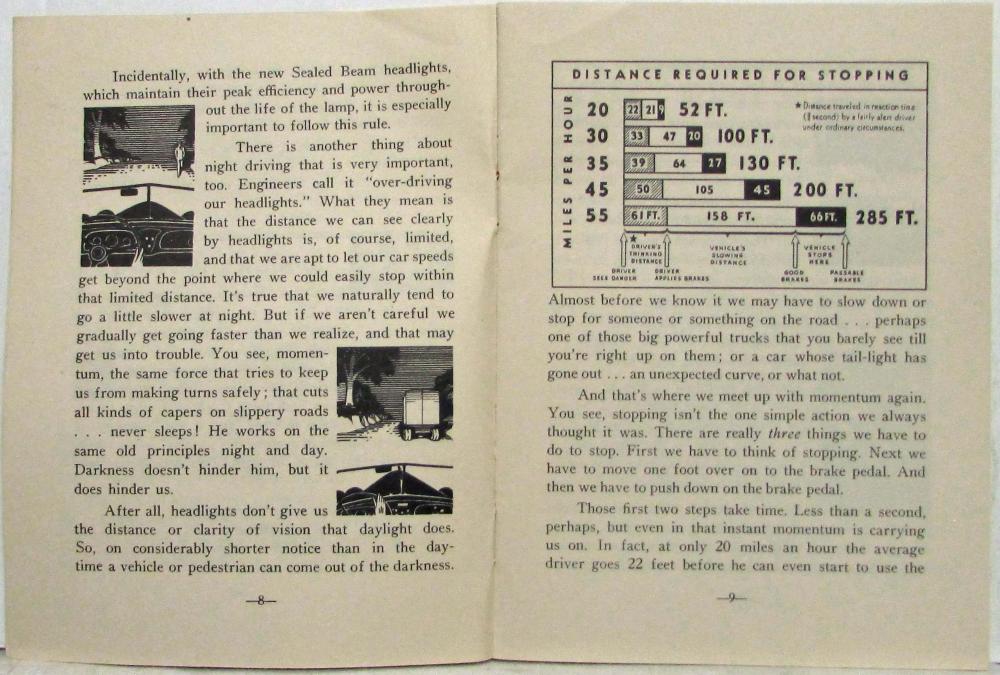 Incidentally, with the new Sealed Beam headlights,
which maintain their peak efficiency and power through-
out the life of the lamp, it is especially
important to follow this rule.
There is another thing about
night driving that is very important,
too. Engineers call it "over-driving
our headlights." What they mean is
that the distance we can see clearly
by headlights is, of course, limited,
and that we are apt to let our car speeds
get beyond the point where we could easily stop within
that limited distance. It's true that we naturally tend to
go a little slower at night. But if we aren't careful we
gradually get going faster than we realize, and that may
get us into trouble. You see, momen-
tum, the same force that tries to keep
us from making turns safely; that cuts
all kinds of capers on slippery roads
. . . never sleeps! He works on the
same old principles night and day.
Darkness doesn't hinder him, but it
does hinder us.
After all, headlights don't give us
the distance or clarity of vision that daylight does.
So, on considerably shorter notice than in the day-
time a vehicle or pedestrian can come out of the darkness.
—8—
DISTANCE REQUIRED FOR STOPPING
MILES PER HOUR
20 22 21 9 52 FT.
30 33 47 20 100 FT.
35 39 64 27 130 FT.
45 50 105 45 200 FT.
55 61 FT. 158 FT. 66 FT. 285 FT.
★ Distance traveled in reaction time
second) by a fairly alert driver
under ordinary circumstances.
★
DRIVER'S THINKING DISTANCE
VEHICLE'S SLOWING DISTANCE
VEHICLE STOPS HERE
DRIVER SEES DANGER
DRIVER APPLIES BRAKES
GOOD BRAKES
PASSABLE BRAKES
Almost before we know it we may have to slow down or
stop for someone or something on the road . . . perhaps
one of those big powerful trucks that you barely see till
you're right up on them; or a car whose tail-light has
gone out . . . an unexpected curve, or what not.
And that's where we meet up with momentum again.
You see, stopping isn't the one simple action we always
thought it was. There are really three things we have to
do to stop. First we have to think of stopping. Next we
have to move one foot over on to the brake pedal. And
then we have to push down on the brake pedal.
Those first two steps take time. Less than a second,
perhaps, but even in that instant momentum is carrying
us on. In fact, at only 20 miles an hour the average
driver goes 22 feet before he can even start to use the
—9—